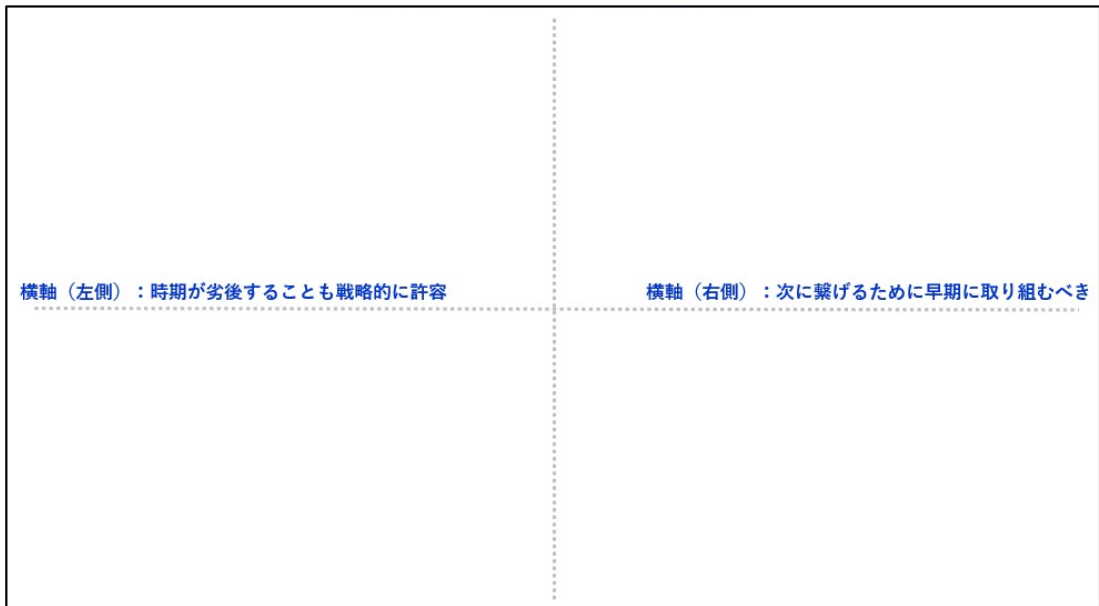 横軸（左側）：時期が劣後することも戦略的に許容
横軸（右側）：次に繋げるために早期に取り組むべき